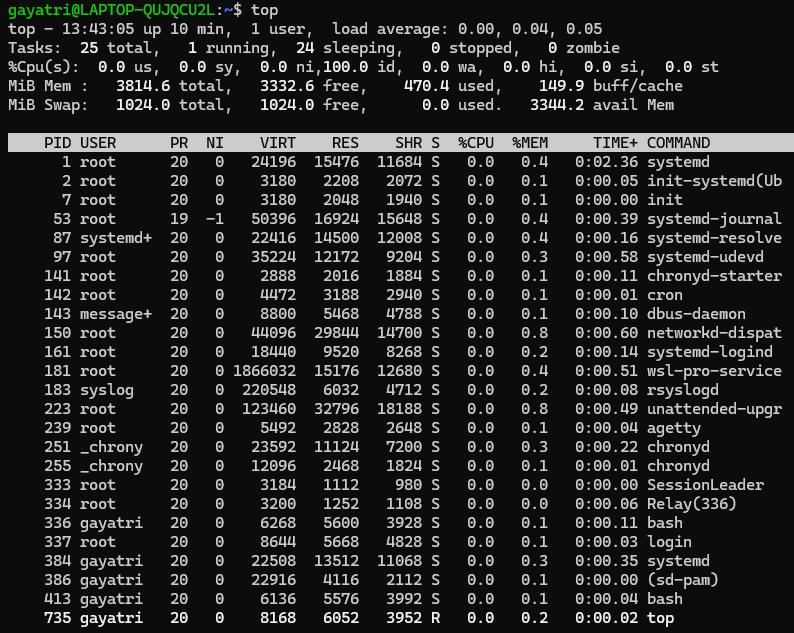 gayatri@LAPTOP-QUJQCU2L:~$ top
top - 13:43:05 up 10 min,  1 user,  load average: 0.00, 0.04, 0.05
Tasks:  25 total,   1 running,  24 sleeping,   0 stopped,   0 zombie
%Cpu(s):  0.0 us,  0.0 sy,  0.0 ni,100.0 id,  0.0 wa,  0.0 hi,  0.0 si,  0.0 st
MiB Mem :   3814.6 total,   3332.6 free,    470.4 used,    149.9 buff/cache
MiB Swap:   1024.0 total,   1024.0 free,      0.0 used.   3344.2 avail Mem
    PID USER      PR  NI    VIRT    RES    SHR S  %CPU  %MEM     TIME+ COMMAND
      1 root      20   0   24196  15476  11684 S   0.0   0.4   0:02.36 systemd
      2 root      20   0    3180   2208   2072 S   0.0   0.1   0:00.05 init-systemd(Ub
      7 root      20   0    3180   2048   1940 S   0.0   0.1   0:00.00 init
     53 root      19  -1   50396  16924  15648 S   0.0   0.4   0:00.39 systemd-journal
     87 systemd+  20   0   22416  14500  12008 S   0.0   0.4   0:00.16 systemd-resolve
     97 root      20   0   35224  12172   9204 S   0.0   0.3   0:00.58 systemd-udevd
    141 root      20   0    2888   2016   1884 S   0.0   0.1   0:00.11 chronyd-starter
    142 root      20   0    4472   3188   2940 S   0.0   0.1   0:00.01 cron
    143 message+  20   0    8800   5468   4788 S   0.0   0.1   0:00.10 dbus-daemon
    150 root      20   0   44096  29844  14700 S   0.0   0.8   0:00.60 networkd-dispat
    161 root      20   0   18440   9520   8268 S   0.0   0.2   0:00.14 systemd-logind
    181 root      20   0 1866032  15176  12680 S   0.0   0.4   0:00.51 wsl-pro-service
    183 syslog    20   0  220548   6032   4712 S   0.0   0.2   0:00.08 rsyslogd
    223 root      20   0  123460  32796  18188 S   0.0   0.8   0:00.49 unattended-upgr
    239 root      20   0    5492   2828   2648 S   0.0   0.1   0:00.04 agetty
    251 _chrony   20   0   23592  11124   7200 S   0.0   0.3   0:00.22 chronyd
    255 _chrony   20   0   12096   2468   1824 S   0.0   0.1   0:00.01 chronyd
    333 root      20   0    3184   1112    980 S   0.0   0.0   0:00.00 SessionLeader
    334 root      20   0    3200   1252   1108 S   0.0   0.0   0:00.06 Relay(336)
    336 gayatri   20   0    6268   5600   3928 S   0.0   0.1   0:00.11 bash
    337 root      20   0    8644   5668   4828 S   0.0   0.1   0:00.03 login
    384 gayatri   20   0   22508  13512  11068 S   0.0   0.3   0:00.35 systemd
    386 gayatri   20   0   22916   4116   2112 S   0.0   0.1   0:00.00 (sd-pam)
    413 gayatri   20   0    6136   5576   3992 S   0.0   0.1   0:00.04 bash
    735 gayatri   20   0    8168   6052   3952 R   0.0   0.2   0:00.02 top